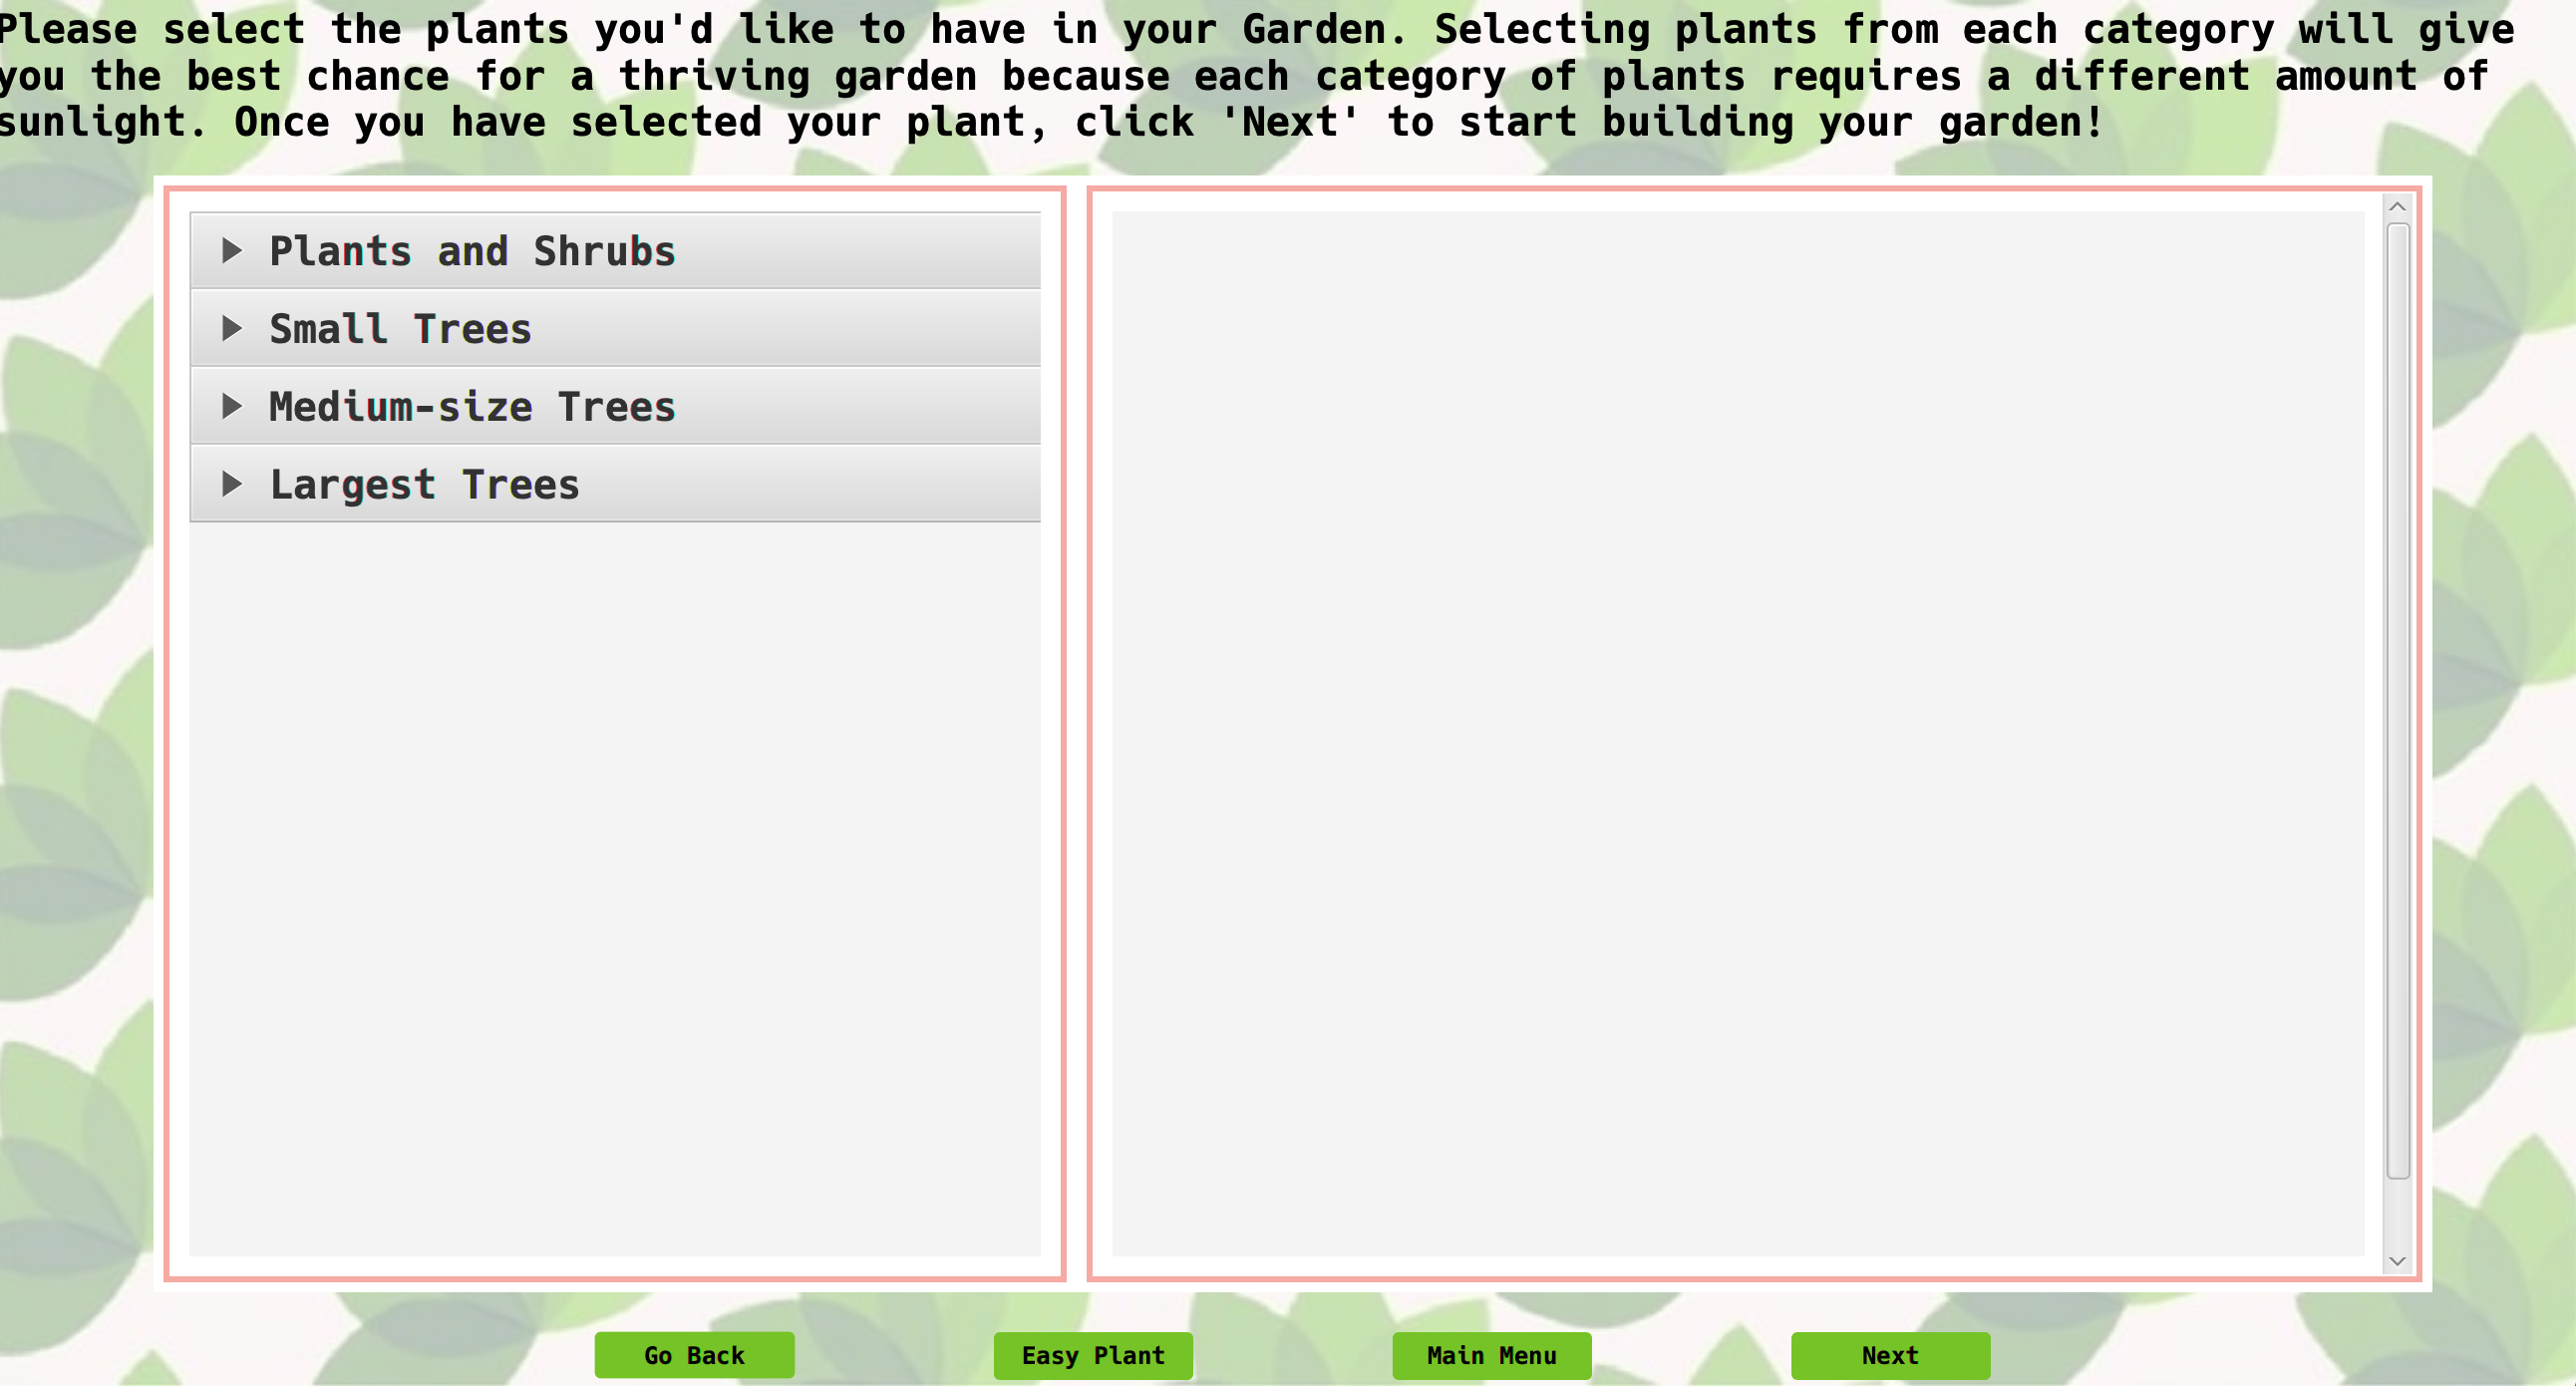 Please select the plants you'd like to have in your Garden. Selecting plants from each category will give
you the best chance for a thriving garden because each category of plants requires a different amount of
sunlight. Once you have selected your plant, click 'Next' to start building your garden!
Plants and Shrubs
Small Trees
Medium-size Trees
Largest Trees
Go Back
Easy Plant
Main Menu
Next